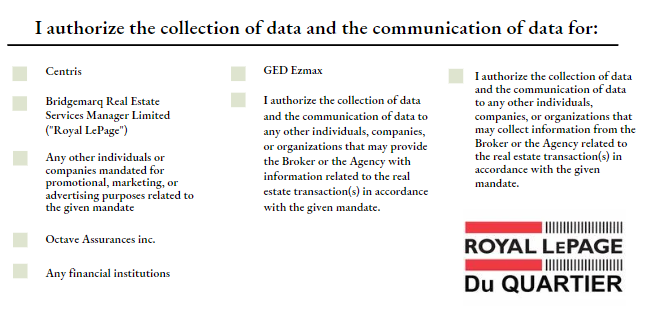 I authorize the collection of data and the communication of data for:
Centris
Bridgemarq Real Estate
Services Manager Limited
("Royal LePage")
Any other individuals or
companies mandated for
promotional, marketing, or
advertising purposes related to
the given mandate
Octave Assurances inc.
Any financial institutions
GED Ezmax
I authorize the collection of data
and the communication of data to
any other individuals, companies,
or organizations that may provide
the Broker or the Agency with
information related to the real
estate transaction(s) in accordance
with the given mandate.
I authorize the collection of data
and the communication of data
to any other individuals,
companies, or organizations that
may collect information from the
Broker or the Agency related to
the real estate transaction(s) in
accordance with the given
mandate.
ROYAL LEPAGE
Du QUARTIER